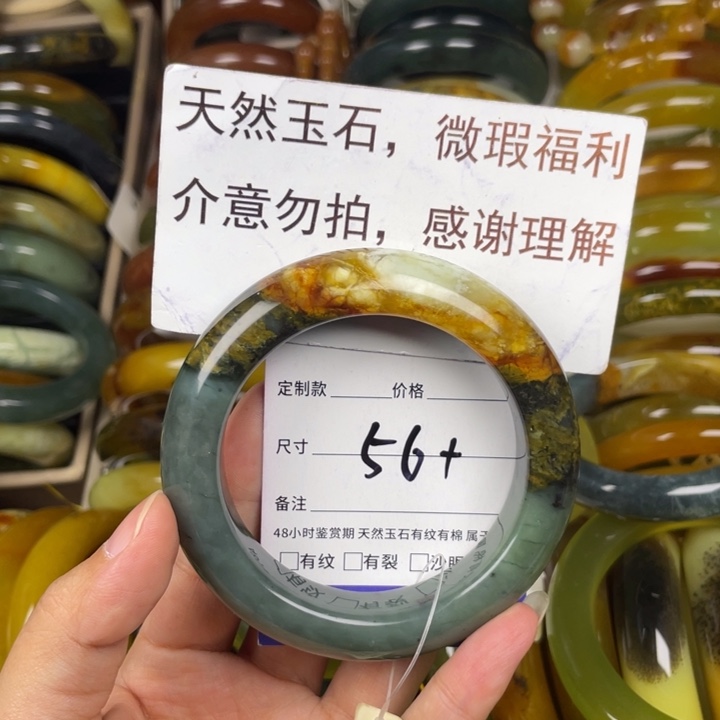 天然玉石，微瑕福利
介意勿拍，感谢理解
定制款 价格
尺寸 56+
备注
48小时鉴赏期 天然玉石有纹有棉 属于
有纹 有裂 沙眼